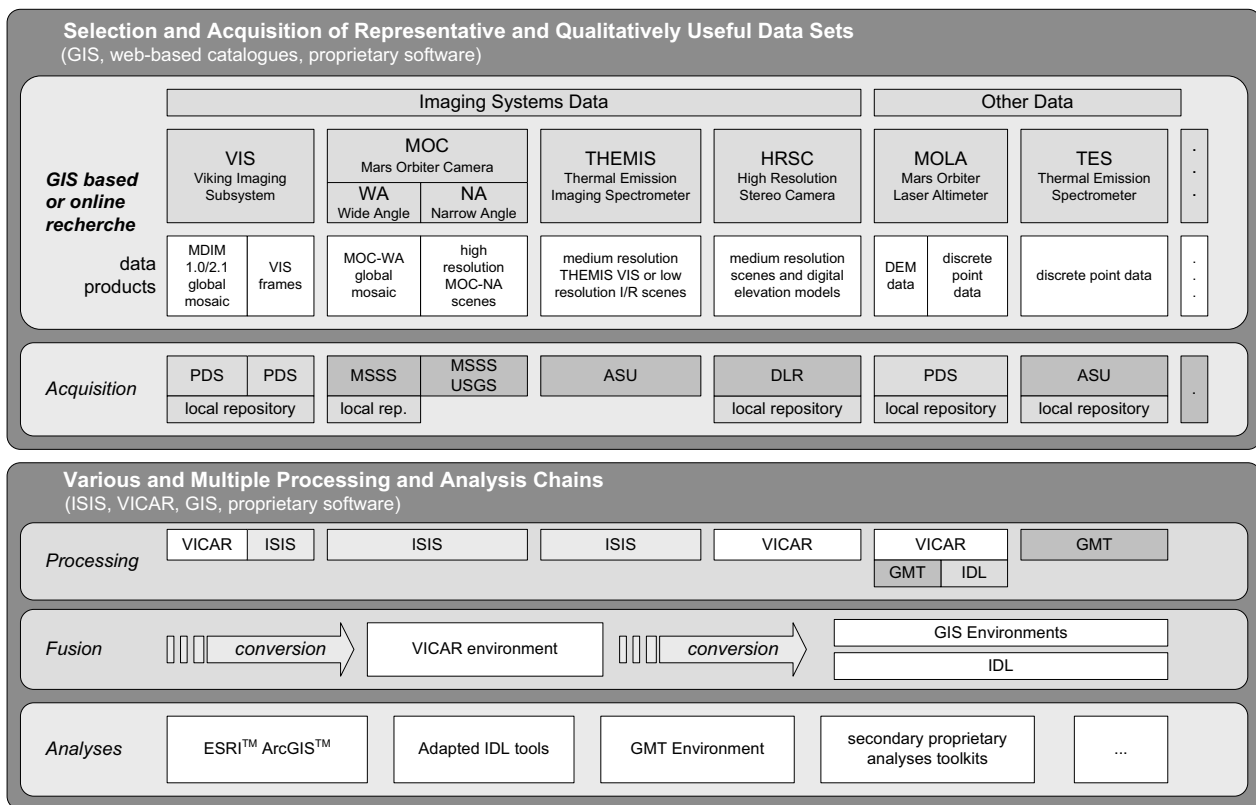 Selection and Acquisition of Representative and Qualitatively Useful Data Sets
(GIS, web-based catalogues, proprietary software)
Imaging Systems Data
Other Data
GIS based
or online
recherche
VIS
Viking Imaging
Subsystem
MOC
Mars Orbiter Camera
WA
Wide Angle
NA
Narrow Angle
THEMIS
Thermal Emission
Imaging Spectrometer
HRSC
High Resolution
Stereo Camera
MOLA
Mars Orbiter
Laser Altimeter
TES
Thermal Emission
Spectrometer
.
.
.
data
products
MDIM
1.0/2.1
global
mosaic
VIS
frames
MOC-WA
global
mosaic
high
resolution
MOC-NA
scenes
medium resolution
THEMIS VIS or low
resolution I/R scenes
medium resolution
scenes and digital
elevation models
DEM
data
discrete
point
data
discrete point data
.
.
.
Acquisition
PDS
PDS
local repository
MSSS
local rep.
MSSS
USGS
ASU
DLR
local repository
PDS
local repository
ASU
local repository
.
Various and Multiple Processing and Analysis Chains
(ISIS, VICAR, GIS, proprietary software)
Processing
VICAR
ISIS
ISIS
ISIS
VICAR
VICAR
GMT
IDL
GMT
Fusion
conversion
VICAR environment
conversion
GIS Environments
IDL
Analyses
ESRI™ ArcGIS™
Adapted IDL tools
GMT Environment
secondary proprietary
analyses toolkits
...